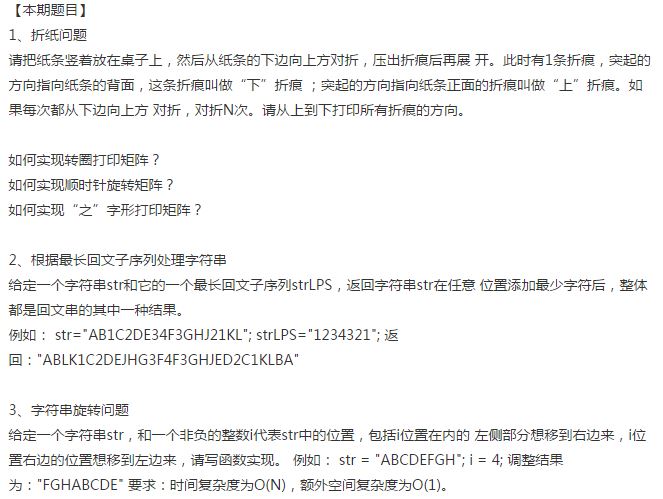 【本期题目】
1、折纸问题
请把纸条竖着放在桌子上，然后从纸条的下边向上方对折，压出折痕后再展 开。此时有1条折痕，突起的
方向指向纸条的背面，这条折痕叫做“下”折痕 ；突起的方向指向纸条正面的折痕叫做“上”折痕。如
果每次都从下边向上方 对折，对折N次。请从上到下打印所有折痕的方向。
如何实现转圈打印矩阵？
如何实现顺时针旋转矩阵？
如何实现“之”字形打印矩阵？
2、根据最长回文子序列处理字符串
给定一个字符串str和它的一个最长回文子序列strLPS，返回字符串str在任意 位置添加最少字符后，整体
都是回文串的其中一种结果。
例如： str="AB1C2DE34F3GHJ21KL"; strLPS="1234321"; 返
回："ABLK1C2DEJHG3F4F3GHJED2C1KLBA"
3、字符串旋转问题
给定一个字符串str，和一个非负的整数i代表str中的位置，包括i位置在内的 左侧部分想移到右边来，i位
置右边的位置想移到左边来，请写函数实现。 例如： str = "ABCDEFGH"; i = 4; 调整结果
为："FGHABCDE" 要求：时间复杂度为O(N)，额外空间复杂度为O(1)。